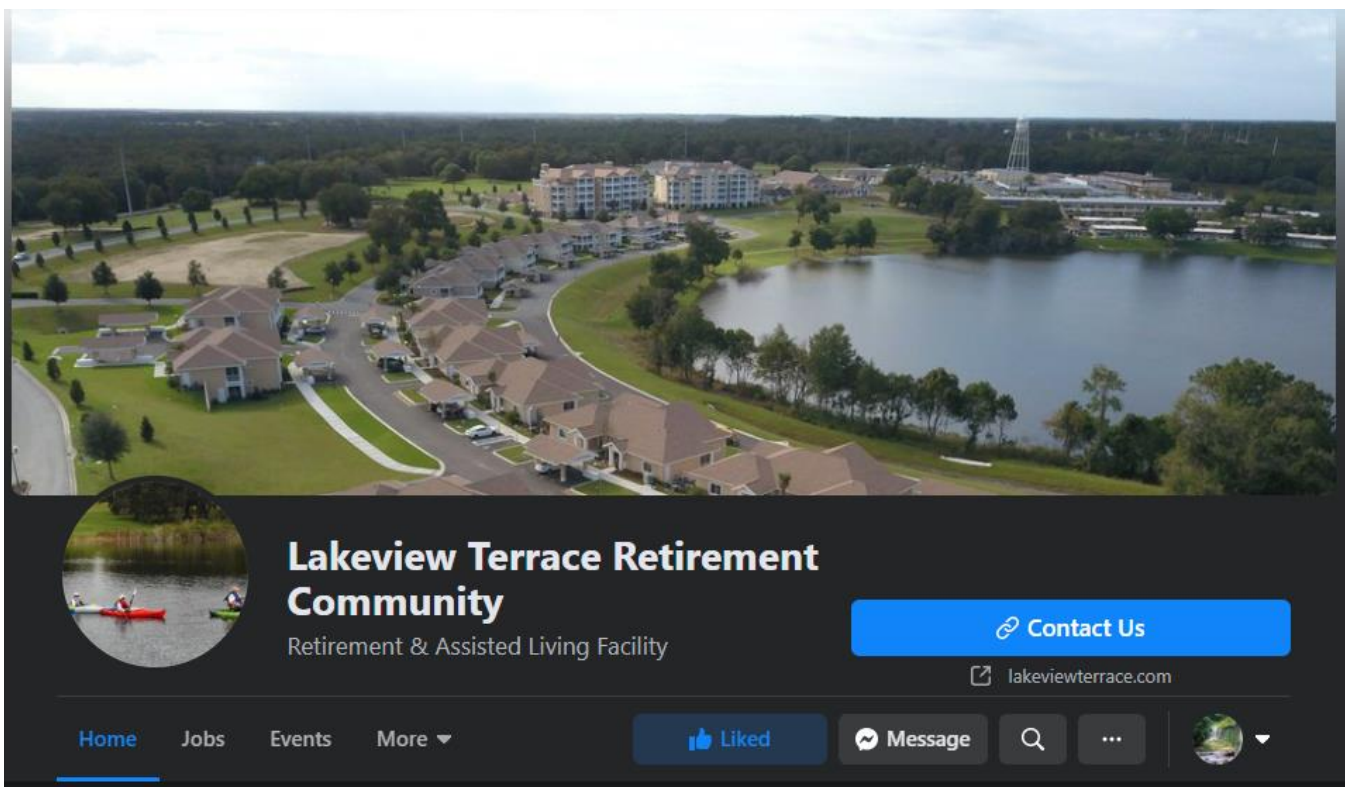 Lakeview Terrace Retirement
Community
Retirement & Assisted Living Facility
Contact Us
lakeviewterrace.com
Home Jobs Events More Liked Message ...